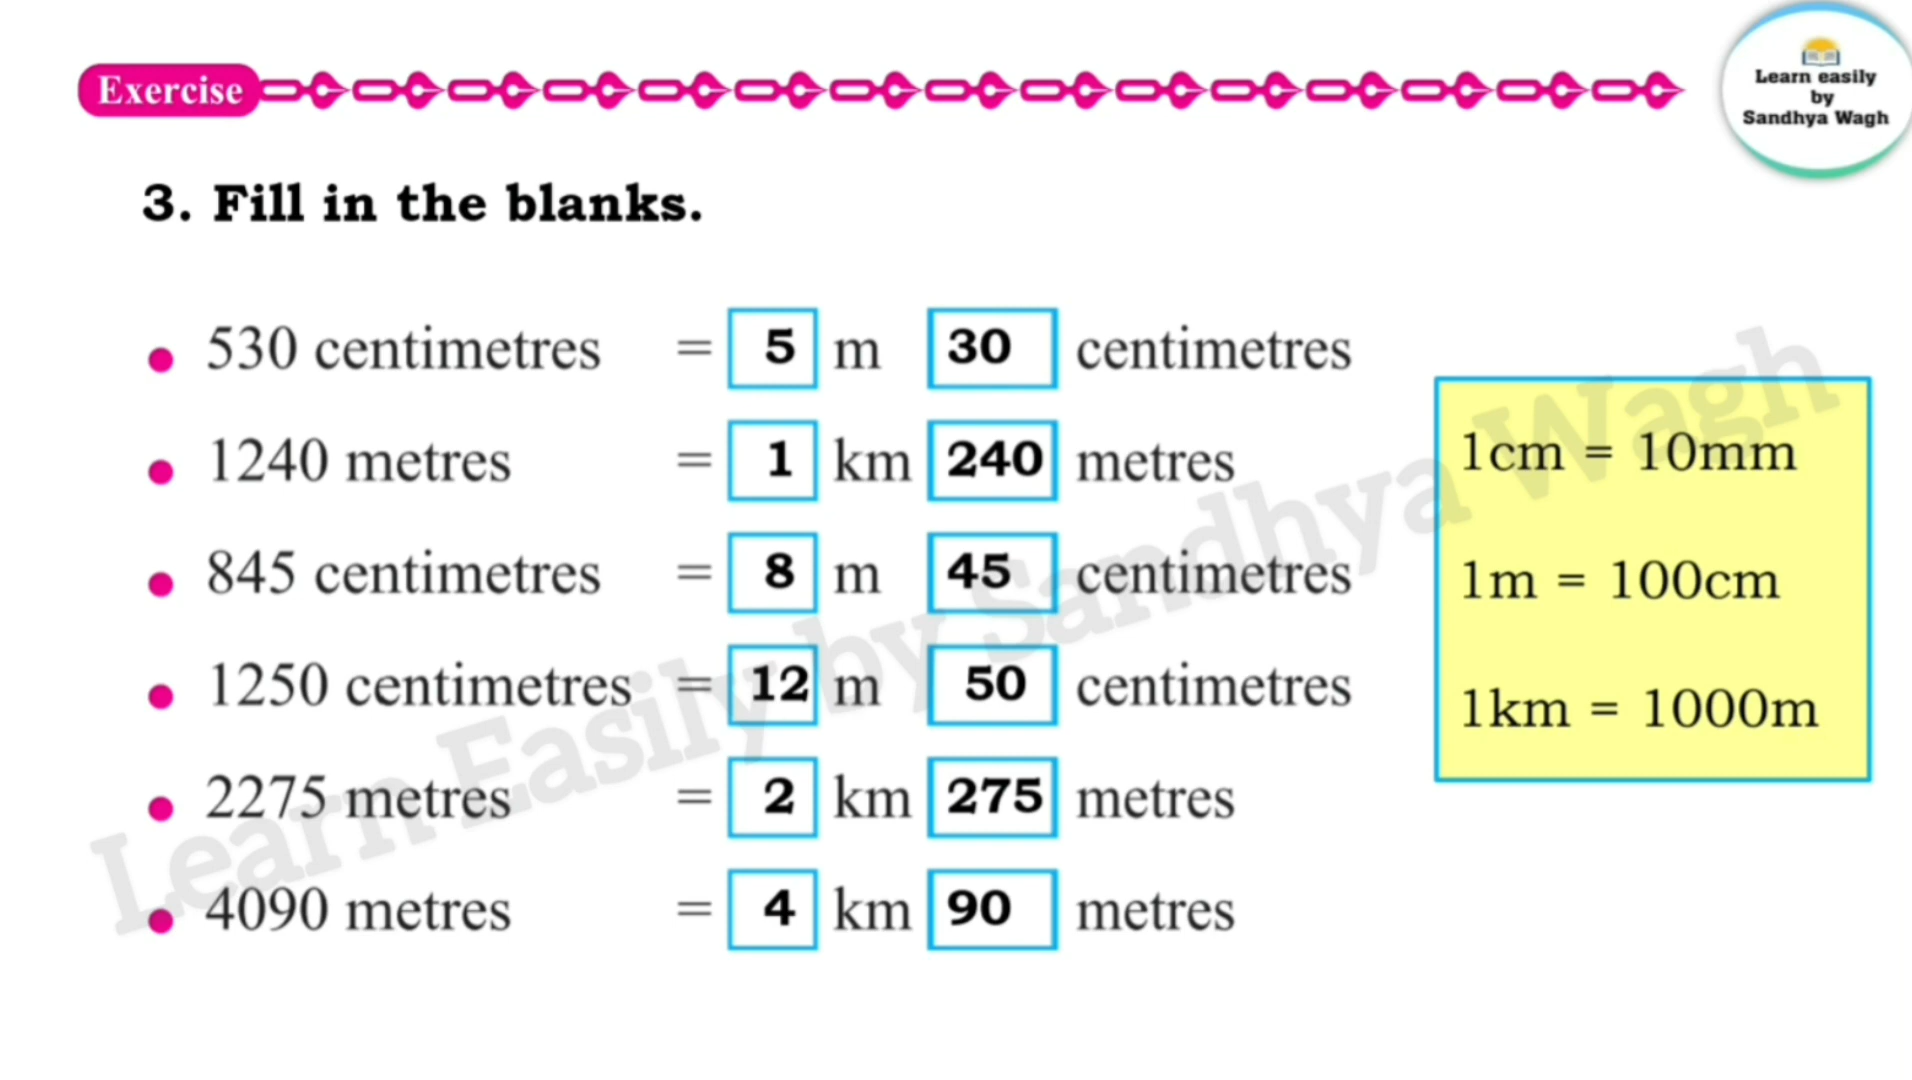 Exercise
Learn easily
by
Sandhya Wagh
3. Fill in the blanks.
530 centimetres = 5 m 30 centimetres
1240 metres = 1 km 240 metres
845 centimetres = 8 m 45 centimetres
1250 centimetres = 12 m 50 centimetres
2275 metres = 2 km 275 metres
4090 metres = 4 km 90 metres
1cm = 10mm
1m = 100cm
1km = 1000m
Learn Easily by Sandhya Wagh